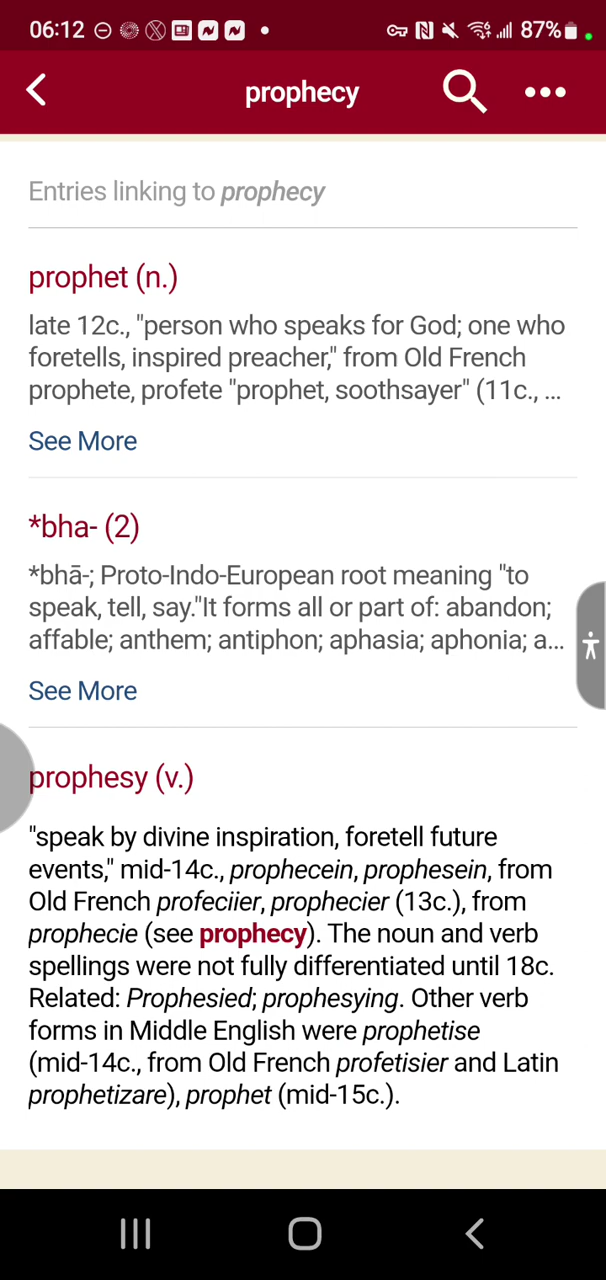 06:12
87%
prophecy
Entries linking to prophecy
prophet (n.)
late 12c., "person who speaks for God; one who
foretells, inspired preacher," from Old French
prophete, profete "prophet, soothsayer" (11c., ...
See More
*bha- (2)
*bhā-; Proto-Indo-European root meaning "to
speak, tell, say."It forms all or part of: abandon;
affable; anthem; antiphon; aphasia; aphonia; a...
See More
prophesy (v.)
"speak by divine inspiration, foretell future
events," mid-14c., prophecein, prophesein, from
Old French profeciier, prophecier (13c.), from
prophecie (see prophecy). The noun and verb
spellings were not fully differentiated until 18c.
Related: Prophesied; prophesying. Other verb
forms in Middle English were prophetise
(mid-14c., from Old French profetisier and Latin
prophetizare), prophet (mid-15c.).